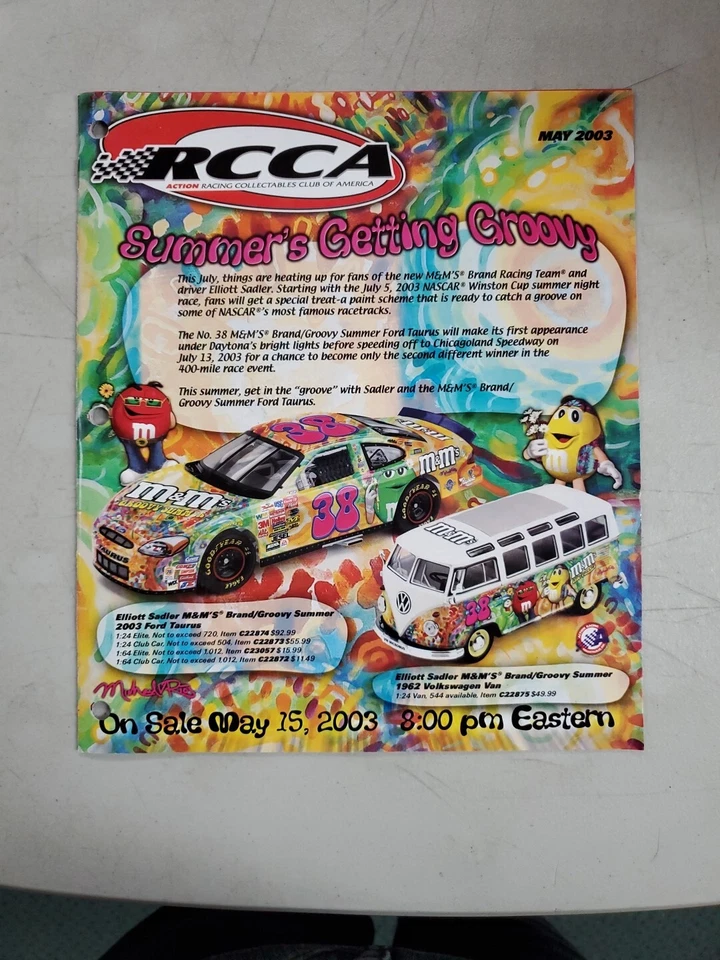 RCCA
ACTION RACING COLLECTABLES CLUB OF AMERICA
MAY 2003
Summer's Getting Groovy
This July, things are heating up for fans of the new M&M'S® Brand Racing Team® and
driver Elliott Sadler. Starting with the July 5, 2003 NASCAR® Winston Cup summer night
race, fans will get a special treat-a paint scheme that is ready to catch a groove on
some of NASCAR®'s most famous racetracks.
The No. 38 M&M'S® Brand/Groovy Summer Ford Taurus will make its first appearance
under Daytona's bright lights before speeding off to Chicagoland Speedway on
July 13, 2003 for a chance to become only the second different winner in the
400-mile race event.
This summer, get in the "groove" with Sadler and the M&M'S® Brand/
Groovy Summer Ford Taurus.
m
m
38
m&m's
m&m's
GROOVY SUMMER
38
GOODYEAR
EAGLE
GOODYEAR
TAURUS
m&m's
m&m's
38
Elliott Sadler M&M'S® Brand/Groovy Summer
2003 Ford Taurus
1:24 Elite, Not to exceed 720, Item C22874 $92.99
1:24 Club Car, Not to exceed 504, Item C22873 $55.99
1:64 Elite, Not to exceed 1,012, Item C23057 $15.99
1:64 Club Car, Not to exceed 1,012, Item C22872 $11.49
Elliott Sadler M&M'S® Brand/Groovy Summer
1962 Volkswagen Van
1:24 Van, 544 available, Item C22875 $49.99
On Sale May 15, 2003 8:00 pm Eastern